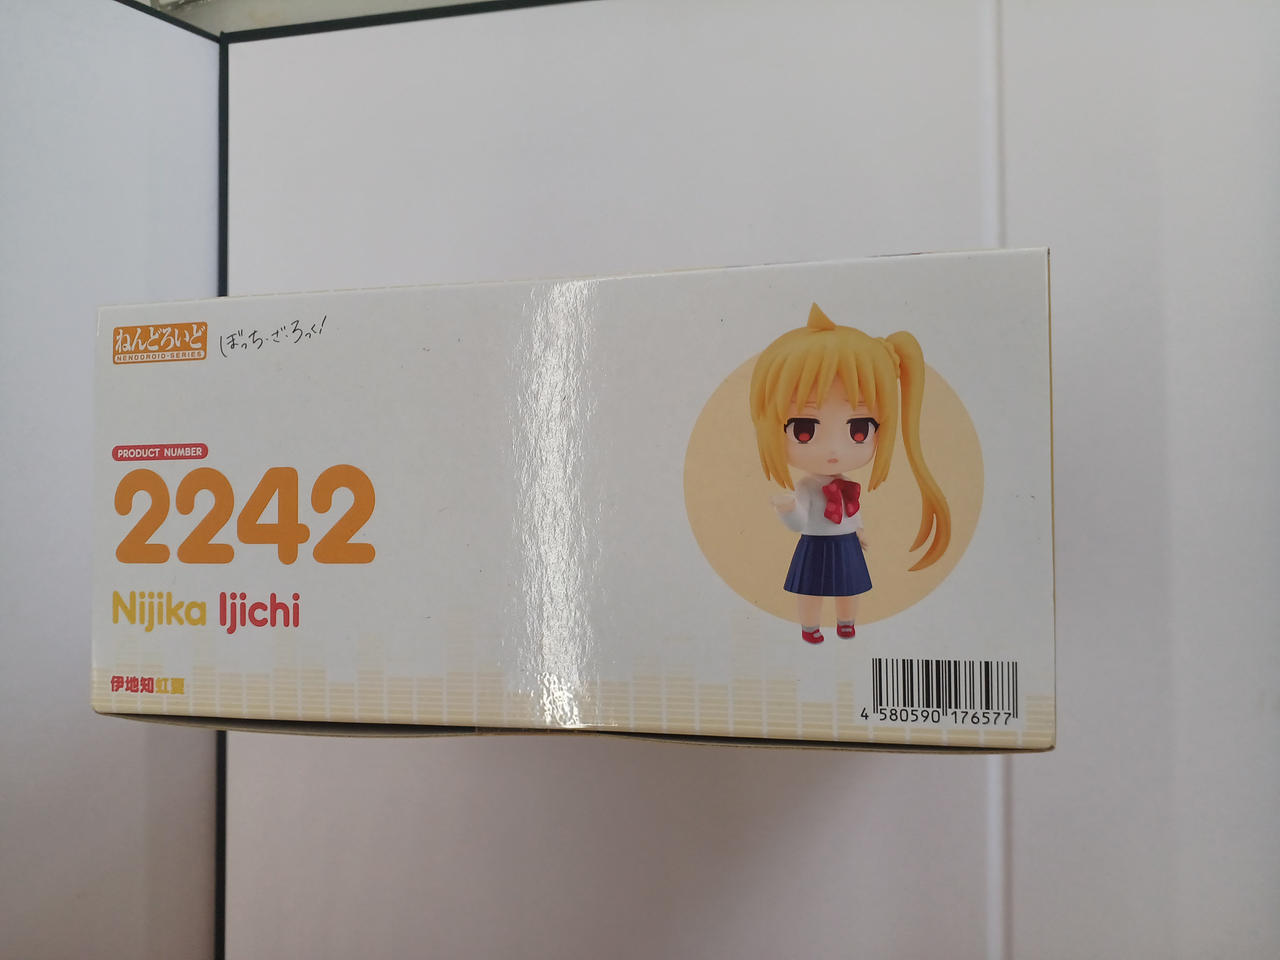 ねんどろいど
NENDOROID-SERIES
ぼっち・ざ・ろっく!
PRODUCT NUMBER
2242
Nijika Ijichi
伊地知虹夏
4 580590 176577